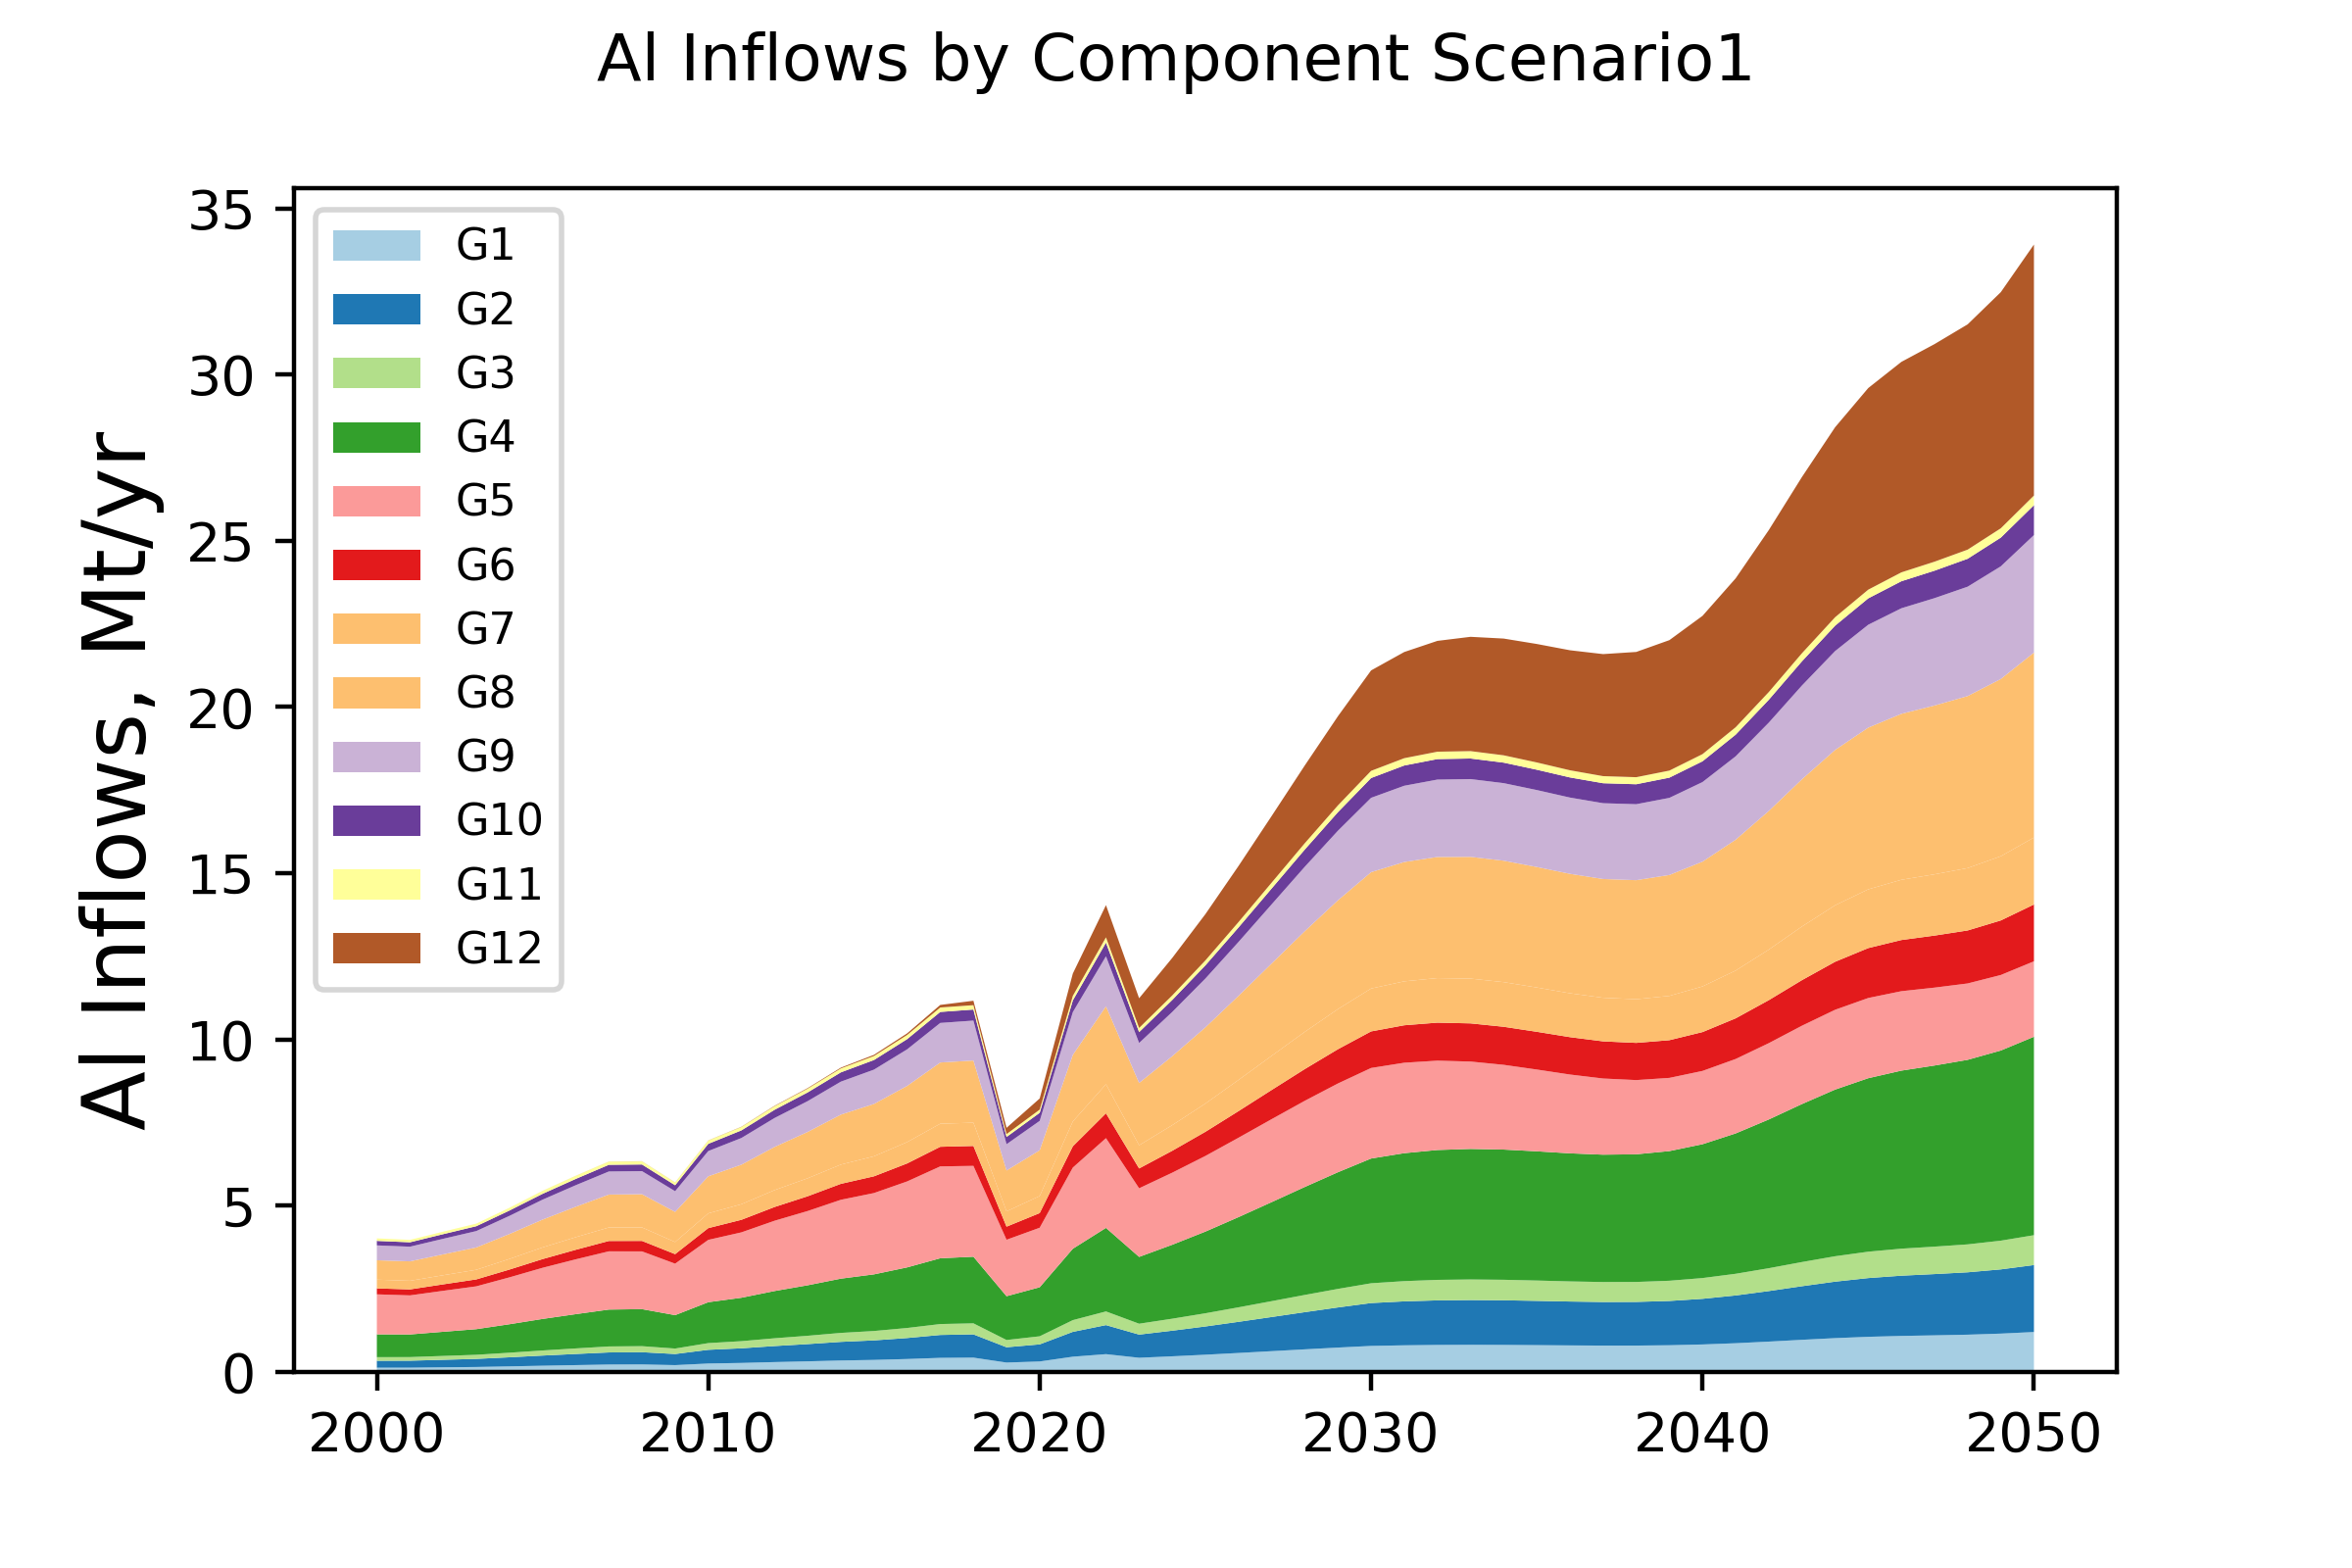 Al Inflows by Component Scenario1
Al Inflows, Mt/yr
35
30
25
20
15
10
5
0
G1
G2
G3
G4
G5
G6
G7
G8
G9
G10
G11
G12
2000 2010 2020 2030 2040 2050